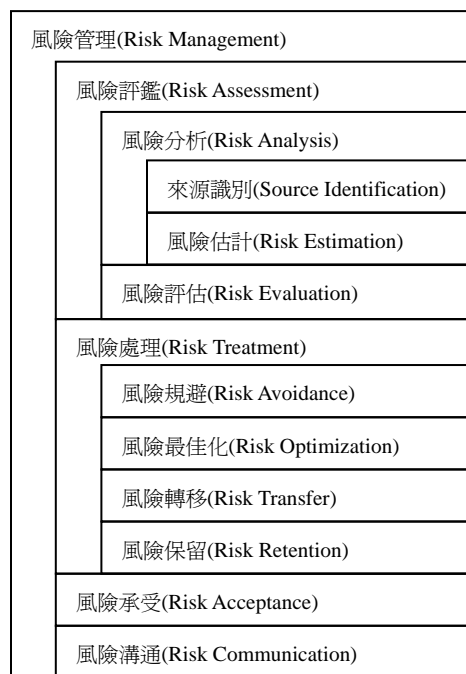 風險管理(Risk Management)
風險評鑑(Risk Assessment)
風險分析(Risk Analysis)
來源識別(Source Identification)
風險估計(Risk Estimation)
風險評估(Risk Evaluation)
風險處理(Risk Treatment)
風險規避(Risk Avoidance)
風險最佳化(Risk Optimization)
風險轉移(Risk Transfer)
風險保留(Risk Retention)
風險承受(Risk Acceptance)
風險溝通(Risk Communication)